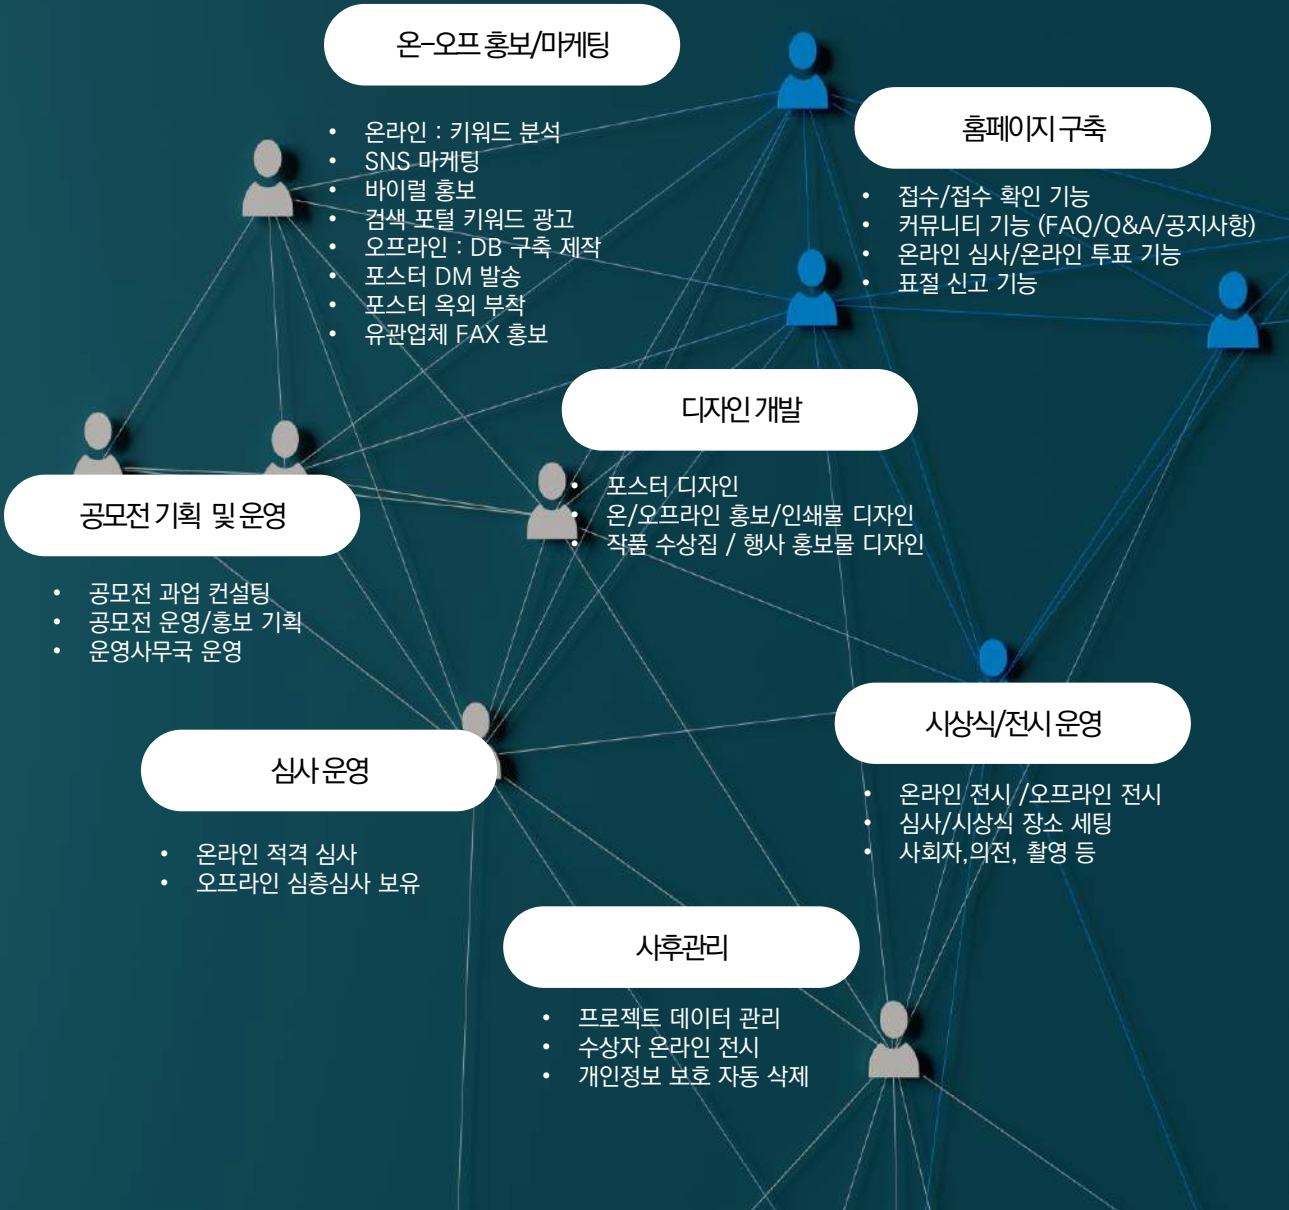 온-오프 홍보/마케팅
• 온라인 : 키워드 분석
• SNS 마케팅
• 바이럴 홍보
• 검색 포털 키워드 광고
• 오프라인 : DB 구축 제작
• 포스터 DM 발송
• 포스터 옥외 부착
• 유관업체 FAX 홍보
홈페이지 구축
• 접수/접수 확인 기능
• 커뮤니티 기능 (FAQ/Q&A/공지사항)
• 온라인 심사/온라인 투표 기능
• 표절 신고 기능
디자인 개발
• 포스터 디자인
• 온/오프라인 홍보/인쇄물 디자인
• 작품 수상집 / 행사 홍보물 디자인
공모전 기획 및 운영
• 공모전 과업 컨설팅
• 공모전 운영/홍보 기획
• 운영사무국 운영
시상식/전시 운영
• 온라인 전시 /오프라인 전시
• 심사/시상식 장소 세팅
• 사회자,의전, 촬영 등
심사 운영
• 온라인 적격 심사
• 오프라인 심층심사 보유
사후관리
• 프로젝트 데이터 관리
• 수상자 온라인 전시
• 개인정보 보호 자동 삭제